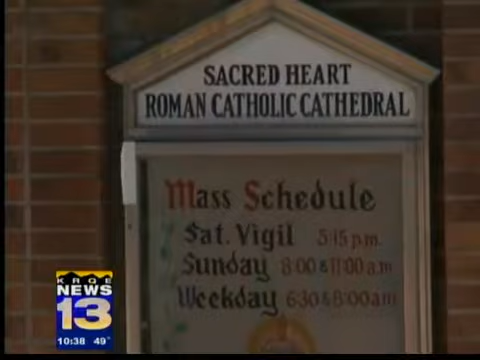 SACRED HEART
ROMAN CATHOLIC CATHEDRAL
Mass Schedule
Sat. Vigil 5:15 p.m.
Sunday 8:00 & 11:00 a.m
Weekday 6:30 & 8:00 am
KRQE
NEWS
13
10:38 49°